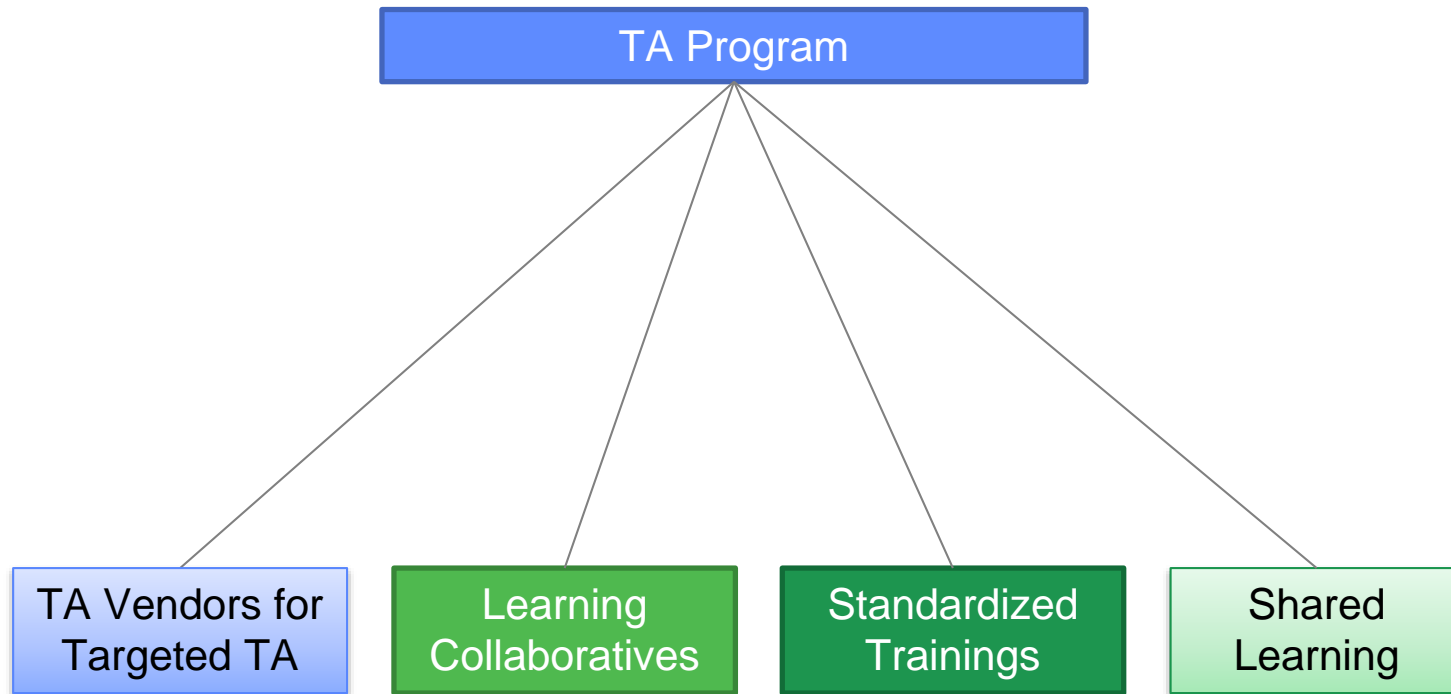 TA Program
TA Vendors for
Targeted TA
Learning
Collaboratives
Standardized
Trainings
Shared
Learning